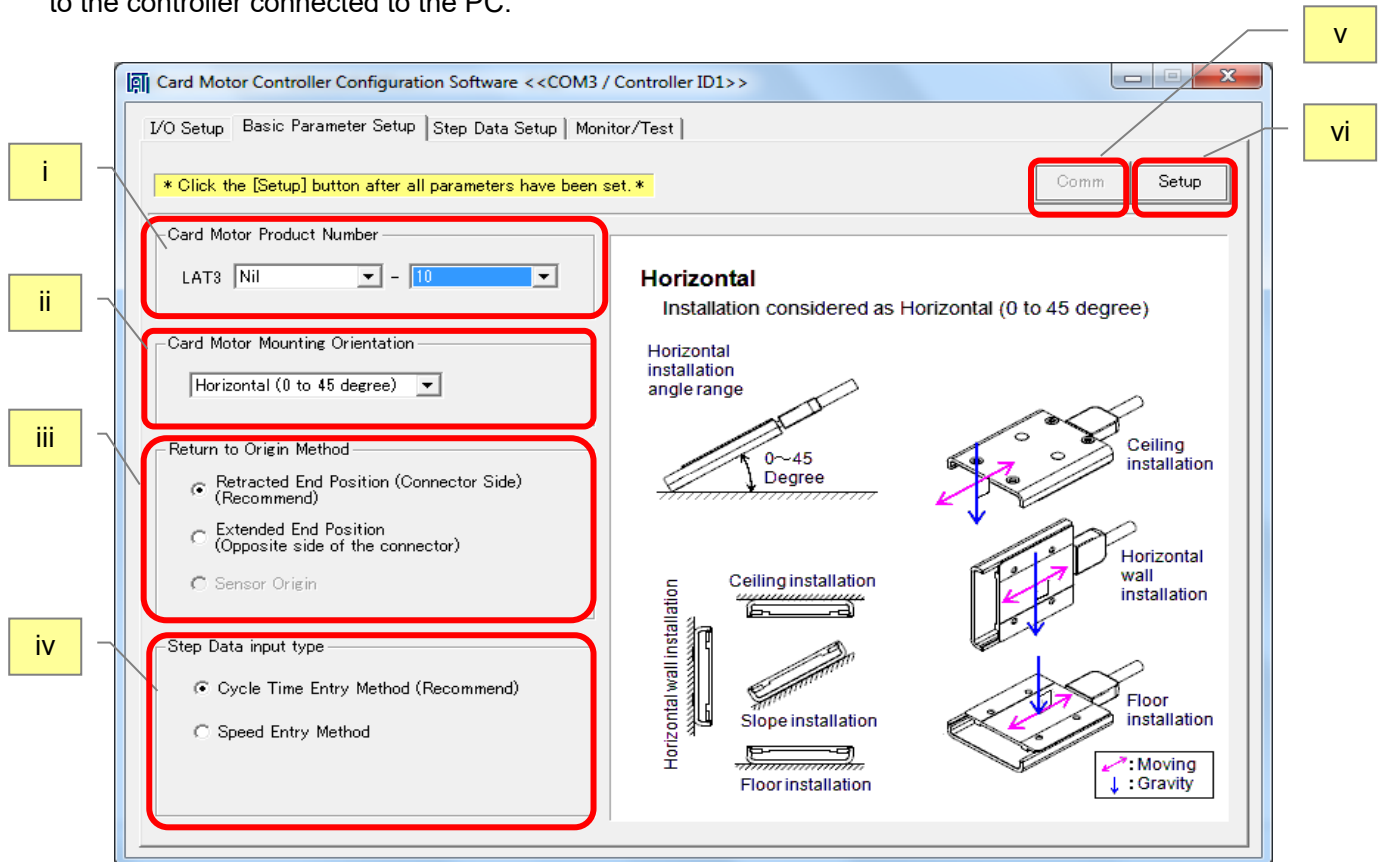 to the controller connected to the PC.
v
Card Motor Controller Configuration Software <<COM3 / Controller ID1>>
I/O Setup Basic Parameter Setup Step Data Setup Monitor/Test
vi
i
* Click the [Setup] button after all parameters have been set. *
Comm Setup
Card Motor Product Number
LAT3 Nil - 10
ii
Card Motor Mounting Orientation
Horizontal (0 to 45 degree)
iii
Return to Origin Method
Retracted End Position (Connector Side)
(Recommend)
Extended End Position
(Opposite side of the connector)
Sensor Origin
iv
Step Data input type
Cycle Time Entry Method (Recommend)
Speed Entry Method
Horizontal
Installation considered as Horizontal (0 to 45 degree)
Horizontal
installation
angle range
0~45
Degree
Ceiling
installation
Horizontal
wall
installation
Floor
installation
Horizontal wall installation
Ceiling installation
Slope installation
Floor installation
: Moving
: Gravity